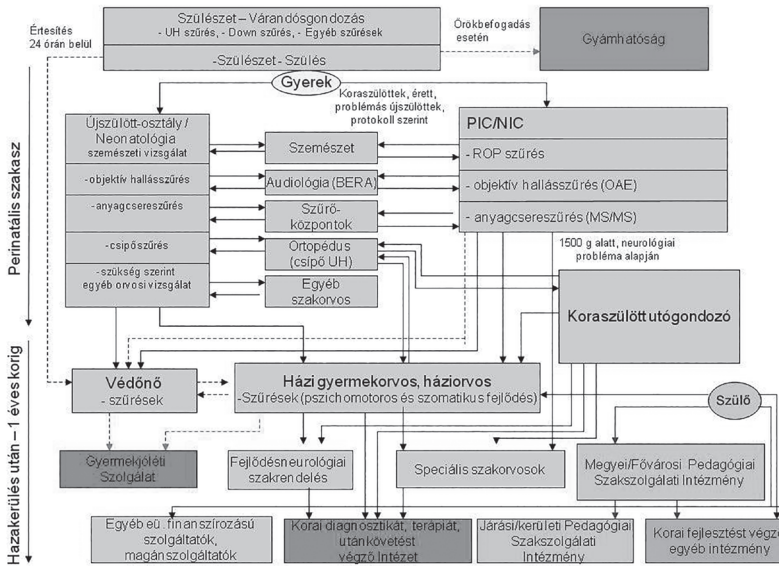 Szülészet – Várandósgondozás
- UH szűrés, - Down szűrés, - Egyéb szűrések
-Szülészet - Szülés
Értesítés
24 órán belül
Örökbefogadás
esetén
Gyámhatóság
Gyerek
Koraszülöttek, érett,
problémás újszülöttek,
protokoll szerint
Újszülött-osztály /
Neonatológia
szemészeti vizsgálat
-objektív hallásszűrés
-anyagcsereszűrés
-csípőszűrés
-szükség szerint
egyéb orvosi vizsgálat
Szemészet
Audiológia (BERA)
Szűrő-
központok
Ortopédus
(csípő UH)
Egyéb
szakorvos
PIC/NIC
- ROP szűrés
- objektív hallásszűrés (OAE)
- anyagcsereszűrés (MS/MS)
1500 g alatt, neurológiai
probléma alapján
Koraszülött utógondozó
Perinatális szakasz
Hazakerülés után – 1 éves korig
Védőnő
- szűrések
Házi gyermekorvos, háziorvos
-Szűrések (pszichomotoros és szomatikus fejlődés)
Szülő
Gyermekjóléti
Szolgálat
Fejlődésneurológiai
szakrendelés
Speciális szakorvosok
Megyei/Fővárosi Pedagógiai
Szakszolgálati Intézmény
Egyéb eü. finanszírozású
szolgáltatók,
magánszolgáltatók
Korai diagnosztikát, terápiát,
utánkövetést
végző Intézet
Járási/kerületi Pedagógiai
Szakszolgálati
Intézmény
Korai fejlesztést végző
egyéb intézmény